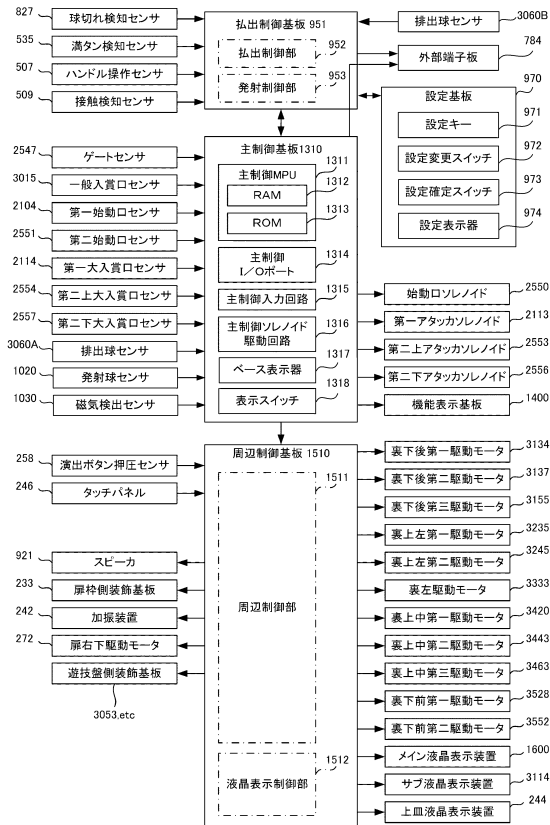 827 球切れ検知センサ
535 満タン検知センサ
507 ハンドル操作センサ
509 接触検知センサ
払出制御基板 951
払出制御部 952
発射制御部 953
排出球センサ 3060B
外部端子板 784
設定基板 970
設定キー 971
設定変更スイッチ 972
設定確定スイッチ 973
設定表示器 974
2547 ゲートセンサ
3015 一般入賞口センサ
2104 第一始動口センサ
2551 第二始動口センサ
2114 第一大入賞口センサ
2554 第二上大入賞口センサ
2557 第二下大入賞口センサ
3060A 排出球センサ
1020 発射球センサ
1030 磁気検出センサ
主制御基板1310
主制御MPU 1311
RAM 1312
ROM 1313
主制御
I/Oポート 1314
主制御入力回路 1315
主制御ソレノイド
駆動回路 1316
ベース表示器 1317
表示スイッチ 1318
始動口ソレノイド 2550
第一アタッカソレノイド 2113
第二上アタッカソレノイド 2553
第二下アタッカソレノイド 2556
機能表示基板 1400
258 演出ボタン押圧センサ
246 タッチパネル
921 スピーカ
233 扉枠側装飾基板
242 加振装置
272 扉右下駆動モータ
遊技盤側装飾基板
3053,etc
周辺制御基板 1510
周辺制御部 1511
液晶表示制御部 1512
裏下後第一駆動モータ 3134
裏下後第二駆動モータ 3137
裏下後第三駆動モータ 3155
裏上左第一駆動モータ 3235
裏上左第二駆動モータ 3245
裏左駆動モータ 3333
裏上中第一駆動モータ 3420
裏上中第二駆動モータ 3443
裏上中第三駆動モータ 3463
裏下前第一駆動モータ 3528
裏下前第二駆動モータ 3552
メイン液晶表示装置 1600
サブ液晶表示装置 3114
上皿液晶表示装置 244